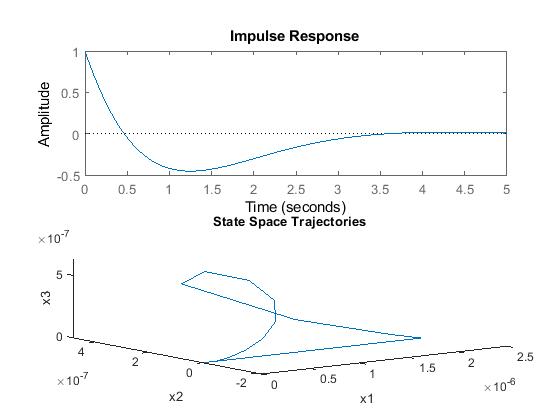 Impulse Response
1
0.5
0
-0.5
Amplitude
0 0.5 1 1.5 2 2.5 3 3.5 4 4.5 5
Time (seconds)
State Space Trajectories
×10-7
5
0
x3
4 2 0 -2
×10-7
x2
0 0.5 1 1.5 2 2.5
×10-6
x1